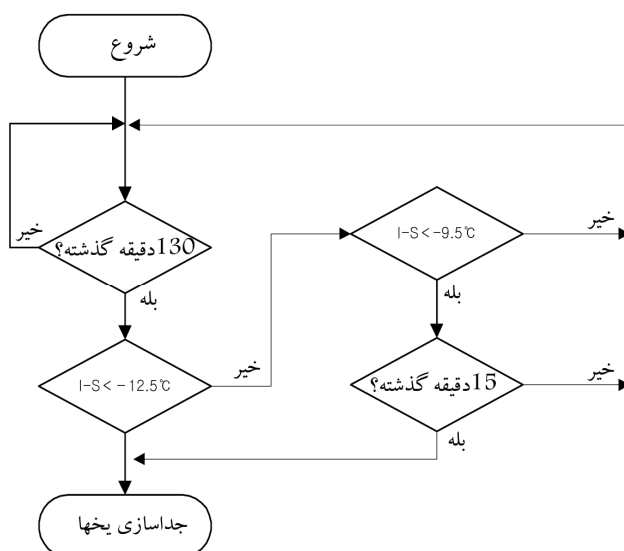 شروع
خیر
130دقیقه گذشته؟
بله
I-S < -12.5℃
خیر
I-S < -9.5℃
خیر
بله
15دقیقه گذشته؟
خیر
بله
جداسازی یخها